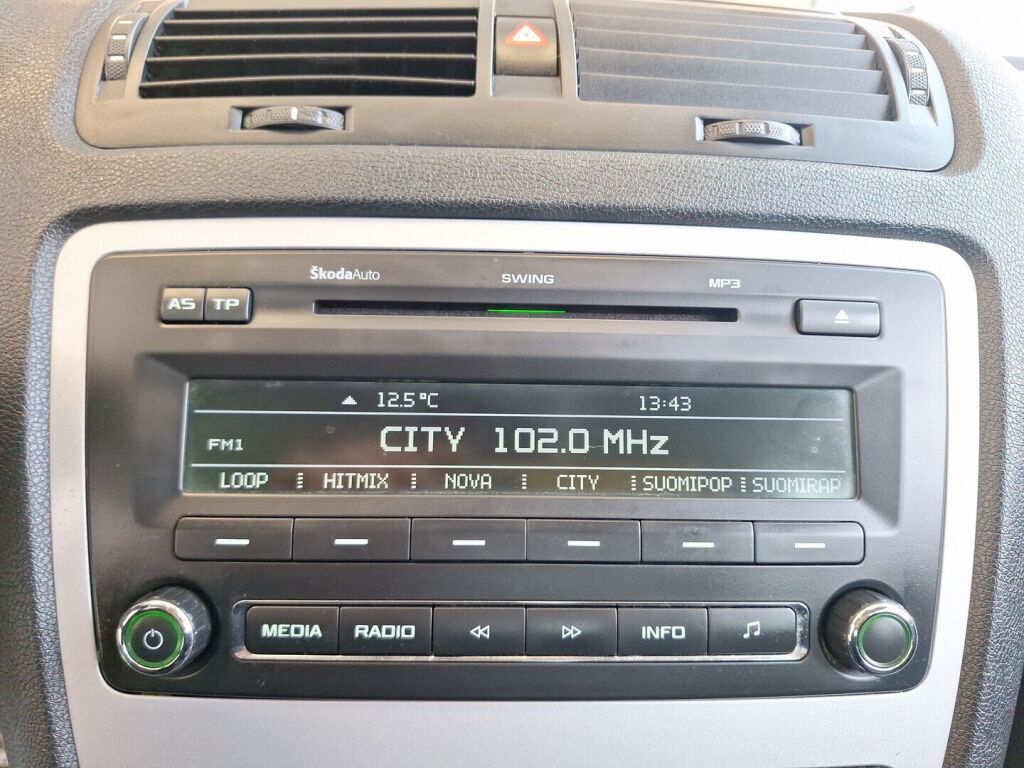 ŠkodaAuto SWING MP3
AS TP
12.5°C 13:43
FM1 CITY 102.0 MHz
LOOP HITMIX NOVA CITY SUOMIPOP SUOMIRAP
MEDIA RADIO INFO